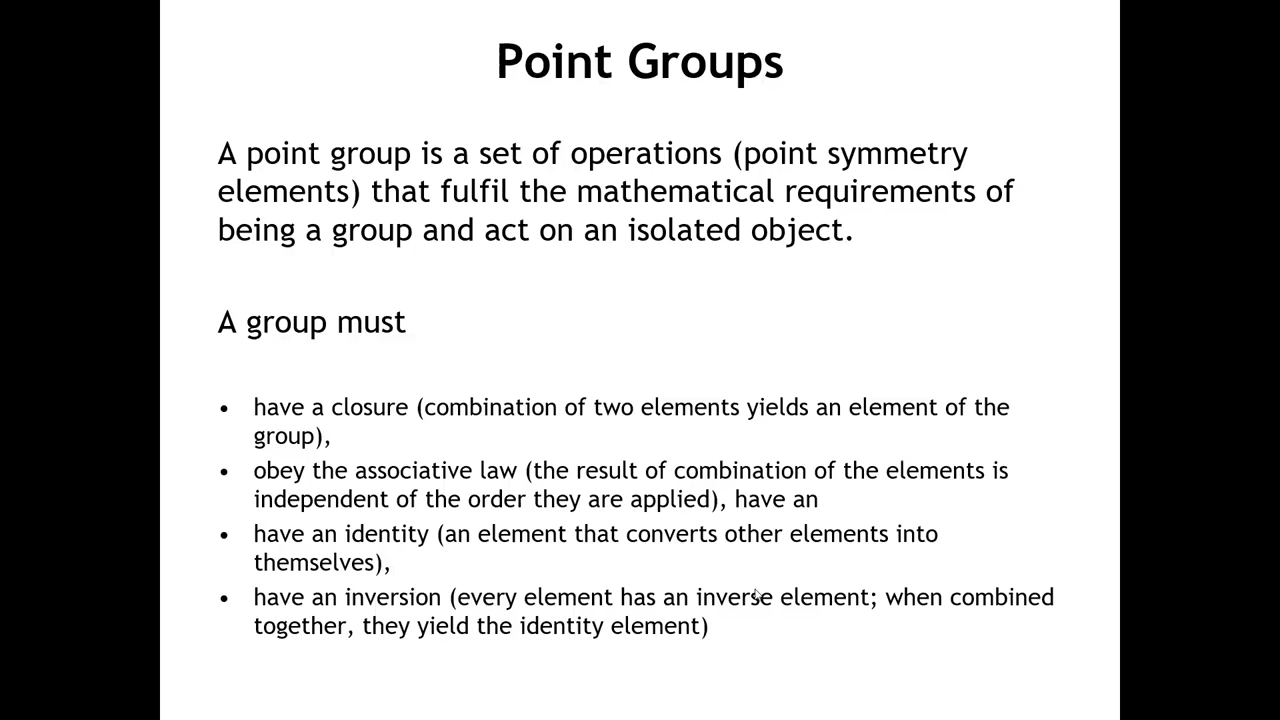 Point Groups
A point group is a set of operations (point symmetry
elements) that fulfil the mathematical requirements of
being a group and act on an isolated object.
A group must
• have a closure (combination of two elements yields an element of the
group),
• obey the associative law (the result of combination of the elements is
independent of the order they are applied), have an
• have an identity (an element that converts other elements into
themselves),
• have an inversion (every element has an inverse element; when combined
together, they yield the identity element)